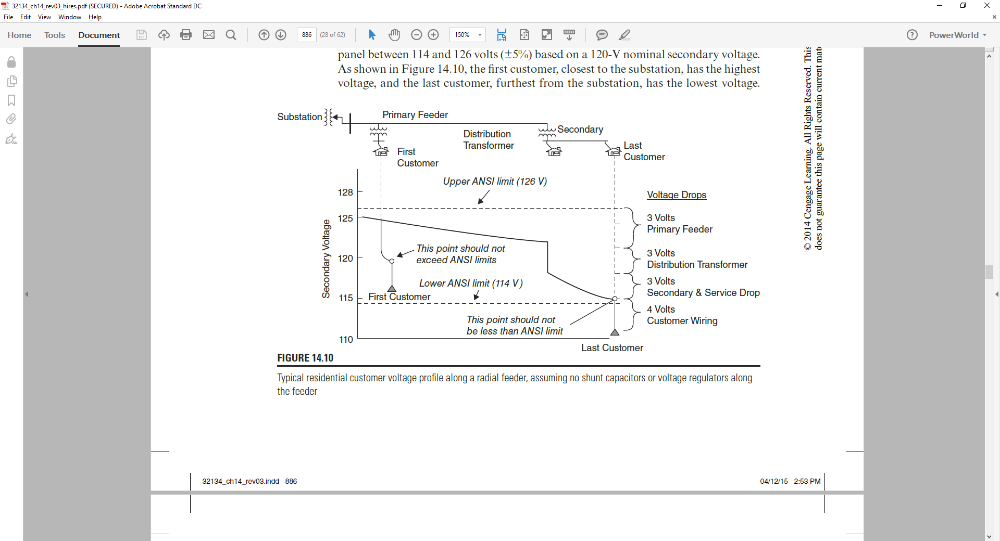 32134_ch14_rev03_hires.pdf (SECURED) - Adobe Acrobat Standard DC
File Edit View Window Help
Home Tools Document 886 (28 of 62) 150% PowerWorld
panel between 114 and 126 volts (±5%) based on a 120-V nominal secondary voltage.
As shown in Figure 14.10, the first customer, closest to the substation, has the highest
voltage, and the last customer, furthest from the substation, has the lowest voltage.
© 2014 Cengage Learning. All Rights Reserved. This
does not guarantee this page will contain current mat
Substation
Primary Feeder
Distribution
Transformer
Secondary
First
Customer
Last
Customer
Upper ANSI limit (126 V)
Voltage Drops
128
125
120
115
110
Secondary Voltage
This point should not
exceed ANSI limits
Lower ANSI limit (114 V)
First Customer
This point should not
be less than ANSI limit
3 Volts
Primary Feeder
3 Volts
Distribution Transformer
3 Volts
Secondary & Service Drop
4 Volts
Customer Wiring
Last Customer
FIGURE 14.10
Typical residential customer voltage profile along a radial feeder, assuming no shunt capacitors or voltage regulators along
the feeder
32134_ch14_rev03.indd 886
04/12/15 2:53 PM